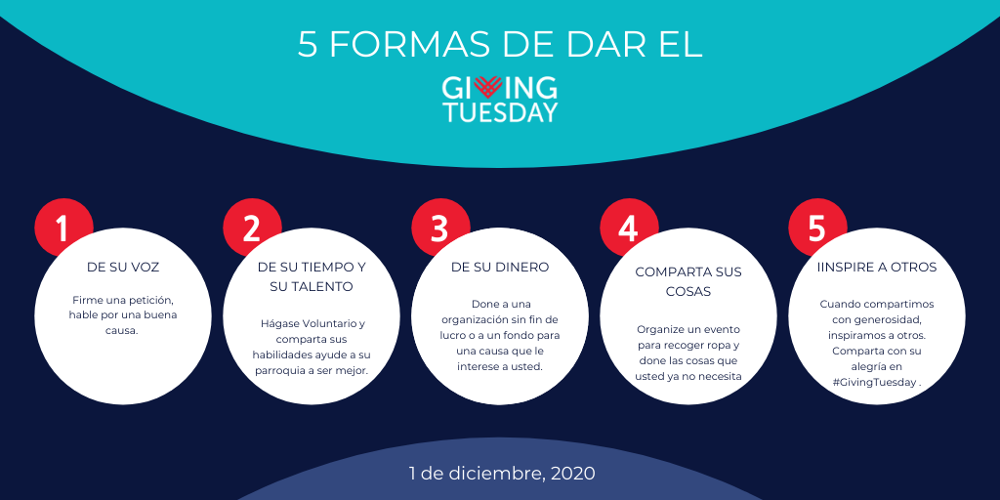 5 FORMAS DE DAR EL
GIVING
TUESDAY
1
DE SU VOZ
Firme una petición,
hable por una buena
causa.
2
DE SU TIEMPO Y
SU TALENTO
Hágase Voluntario y
comparta sus
habilidades ayude a su
parroquia a ser mejor.
3
DE SU DINERO
Done a una
organización sin fin de
lucro o a un fondo para
una causa que le
interese a usted.
4
COMPARTA SUS
COSAS
Organize un evento
para recoger ropa y
done las cosas que
usted ya no necesita
5
IINSPIRE A OTROS
Cuando compartimos
con generosidad,
inspiramos a otros.
Comparta con su
alegría en
#GivingTuesday .
1 de diciembre, 2020